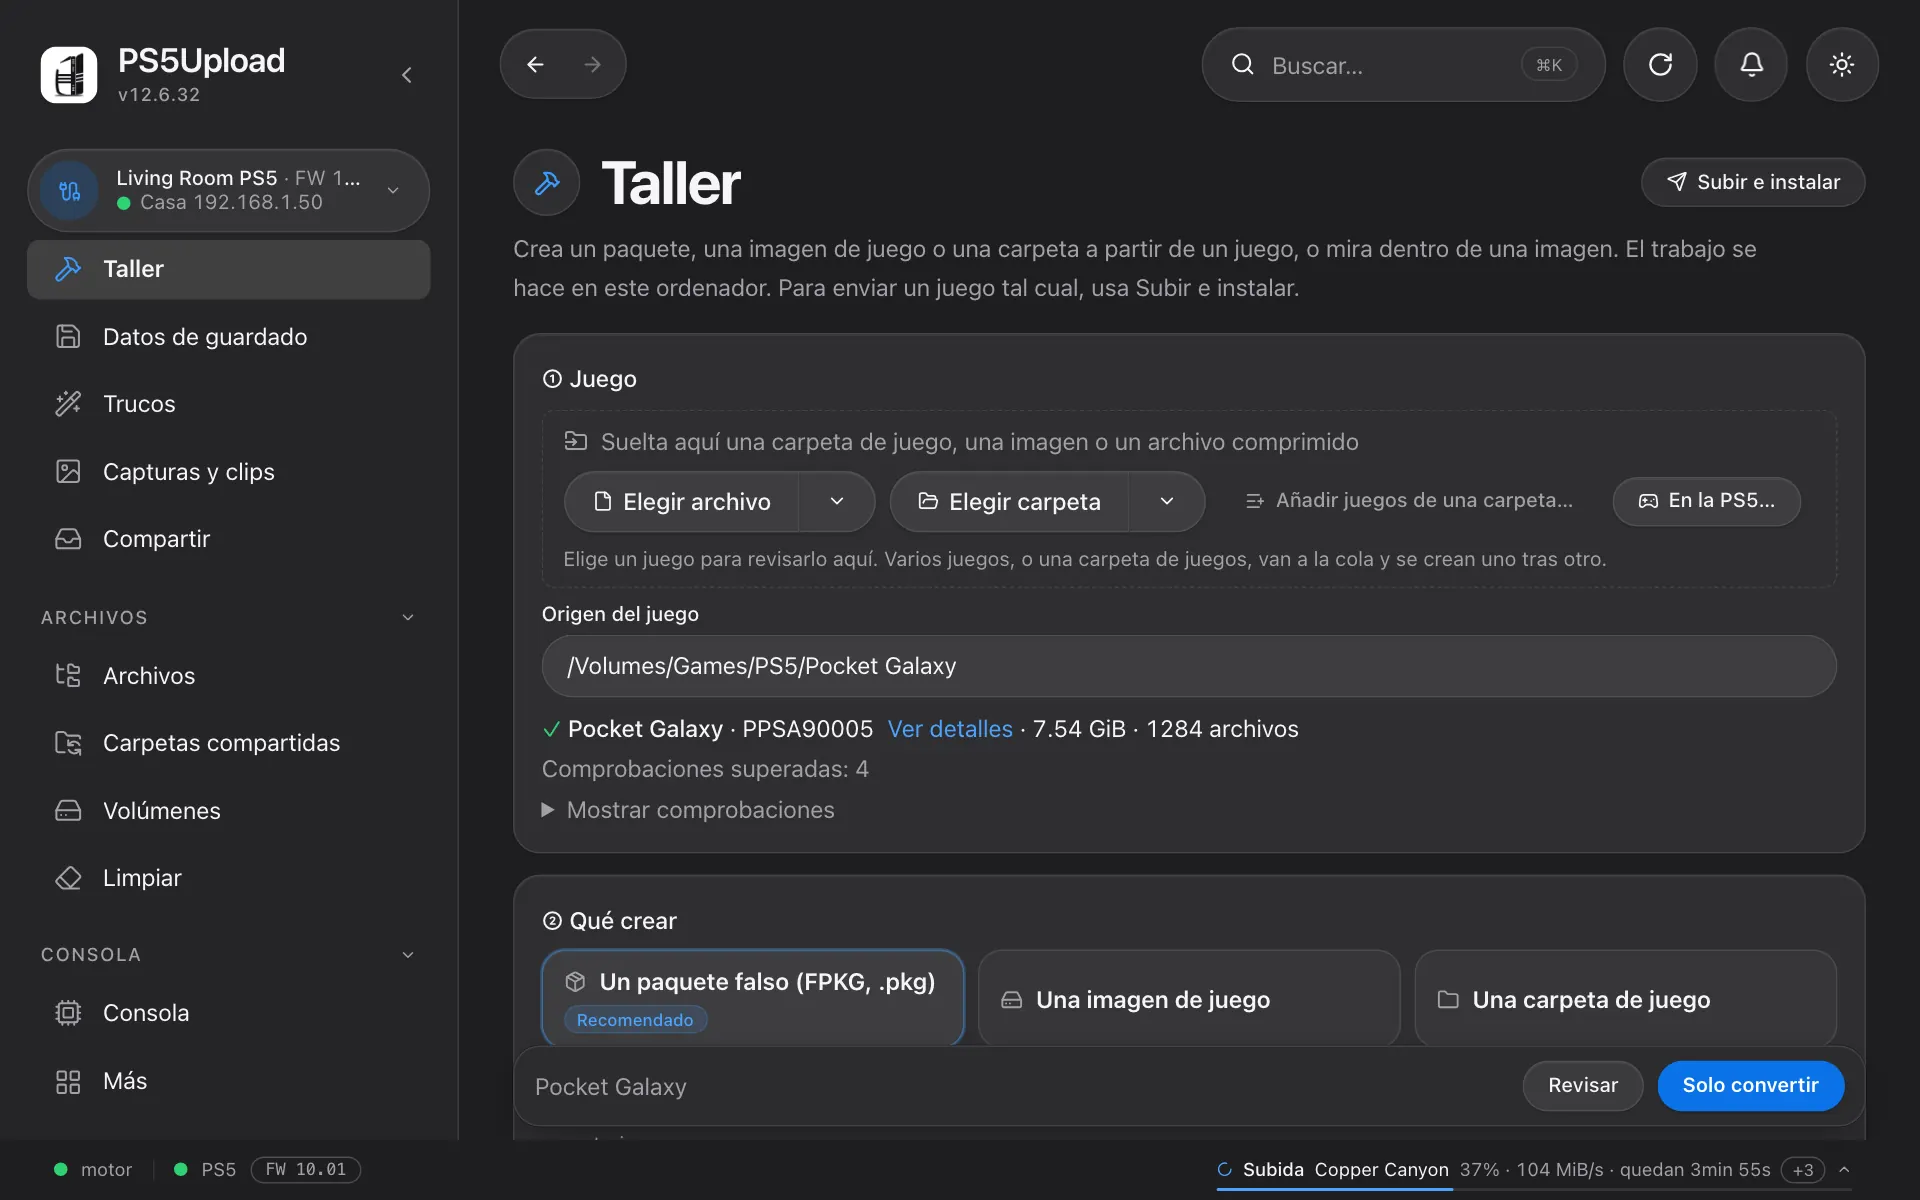 PS5Upload
v12.6.32
Living Room PS5 · FW 1...
Casa 192.168.1.50
Taller
Datos de guardado
Trucos
Capturas y clips
Compartir
ARCHIVOS
Archivos
Carpetas compartidas
Volúmenes
Limpiar
CONSOLA
Consola
Más
Buscar...
⌘K
Taller
Subir e instalar
Crea un paquete, una imagen de juego o una carpeta a partir de un juego, o mira dentro de una imagen. El trabajo se
hace en este ordenador. Para enviar un juego tal cual, usa Subir e instalar.
① Juego
Suelta aquí una carpeta de juego, una imagen o un archivo comprimido
Elegir archivo
Elegir carpeta
Añadir juegos de una carpeta...
En la PS5...
Elige un juego para revisarlo aquí. Varios juegos, o una carpeta de juegos, van a la cola y se crean uno tras otro.
Origen del juego
/Volumes/Games/PS5/Pocket Galaxy
Pocket Galaxy · PPSA90005 Ver detalles · 7.54 GiB · 1284 archivos
Comprobaciones superadas: 4
Mostrar comprobaciones
② Qué crear
Un paquete falso (FPKG, .pkg)
Recomendado
Una imagen de juego
Una carpeta de juego
Pocket Galaxy
Revisar
Solo convertir
motor
PS5
FW 10.01
Subida Copper Canyon 37% · 104 MiB/s · quedan 3min 55s
+3